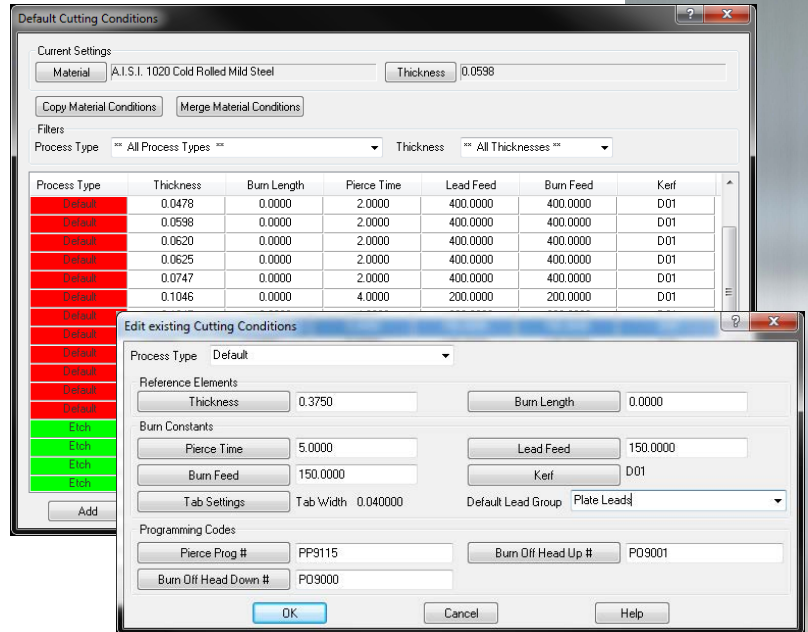 Default Cutting Conditions
Current Settings
Material A.I.S.I. 1020 Cold Rolled Mild Steel Thickness 0.0598
Copy Material Conditions Merge Material Conditions
Filters
Process Type ** All Process Types ** Thickness ** All Thicknesses **
Process Type Thickness Burn Length Pierce Time Lead Feed Burn Feed Kerf
Default 0.0478 0.0000 2.0000 400.0000 400.0000 D01
Default 0.0598 0.0000 2.0000 400.0000 400.0000 D01
Default 0.0620 0.0000 2.0000 400.0000 400.0000 D01
Default 0.0625 0.0000 2.0000 400.0000 400.0000 D01
Default 0.0747 0.0000 2.0000 400.0000 400.0000 D01
Default 0.1046 0.0000 4.0000 200.0000 200.0000 D01
Default
Default
Default
Default
Default
Etch
Etch
Etch
Etch
Add
Edit existing Cutting Conditions
Process Type Default
Reference Elements
Thickness 0.3750 Burn Length 0.0000
Burn Constants
Pierce Time 5.0000 Lead Feed 150.0000
Burn Feed 150.0000 Kerf D01
Tab Settings Tab Width 0.040000 Default Lead Group Plate Leads
Programming Codes
Pierce Prog # PP9115 Burn Off Head Up # PO9001
Burn Off Head Down # PO9000
OK Cancel Help